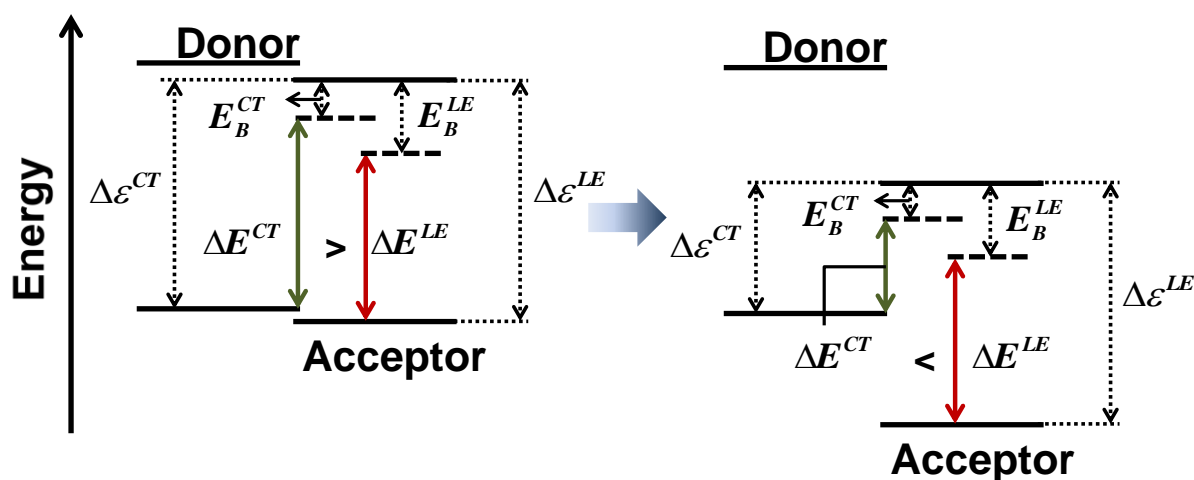 Energy
Donor
E_B^{CT}
E_B^{LE}
Δε^{CT}
Δε^{LE}
ΔE^{CT} > ΔE^{LE}
Acceptor
Donor
E_B^{CT}
E_B^{LE}
Δε^{CT}
Δε^{LE}
ΔE^{CT} < ΔE^{LE}
Acceptor